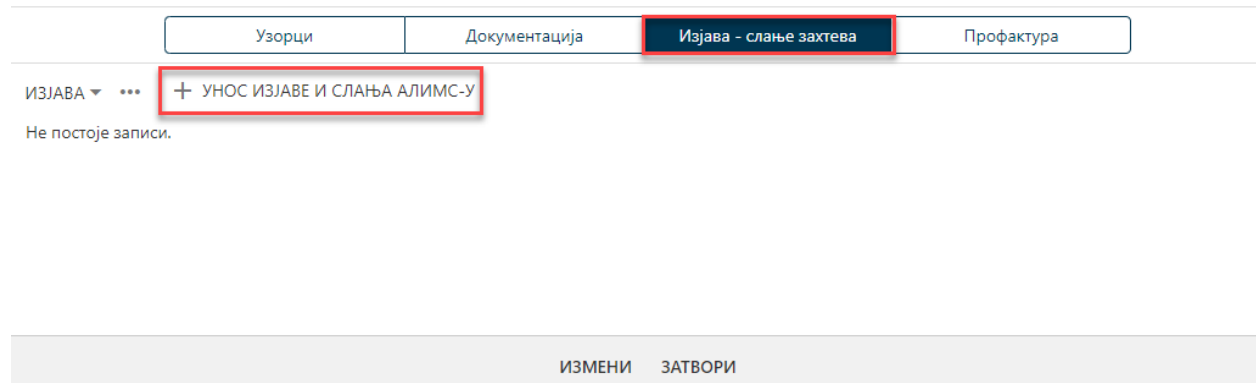 Узорци Документација Изјава - слање захтева Профактура
ИЗЈАВА ••• + УНОС ИЗЈАВЕ И СЛАЊА АЛИМС-У
Не постоје записи.
ИЗМЕНИ ЗАТВОРИ